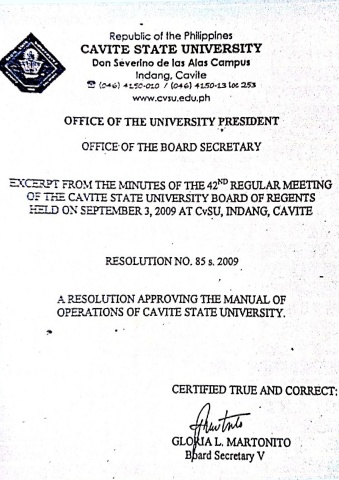 Republic of the Philippines
CAVITE STATE UNIVERSITY
Don Severino de las Alas Campus
Indang, Cavite
☎ (046) 4150-010 / (046) 4150-13 loc 253
www.cvsu.edu.ph
OFFICE OF THE UNIVERSITY PRESIDENT
OFFICE OF THE BOARD SECRETARY
EXCERPT FROM THE MINUTES OF THE 42ND REGULAR MEETING
OF THE CAVITE STATE UNIVERSITY BOARD OF REGENTS
HELD ON SEPTEMBER 3, 2009 AT CvSU, INDANG, CAVITE
RESOLUTION NO. 85 s. 2009
A RESOLUTION APPROVING THE MANUAL OF
OPERATIONS OF CAVITE STATE UNIVERSITY.
CERTIFIED TRUE AND CORRECT:
GLORIA L. MARTONITO
Board Secretary V